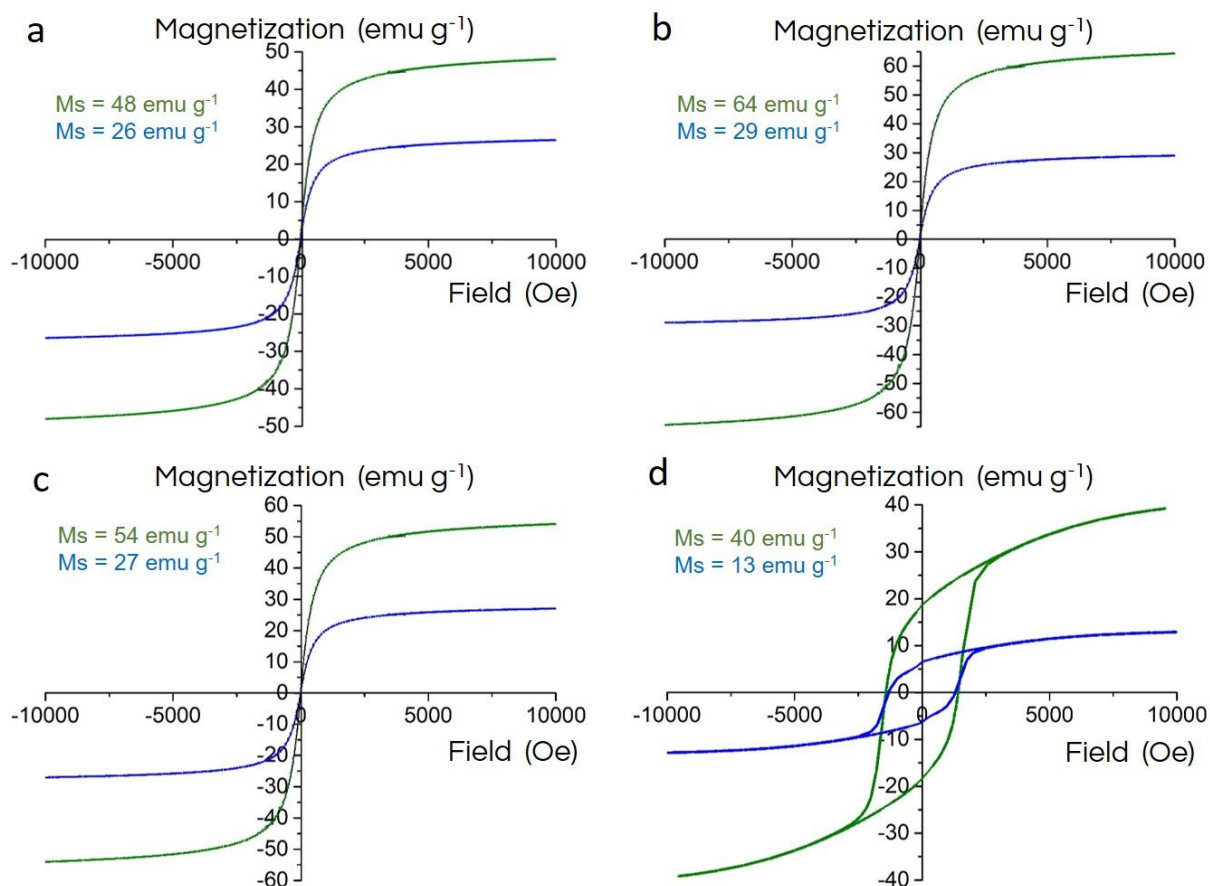 a
Magnetization (emu g-1)
50
40
30
20
10
0
-10
-20
-30
-40
-50
Ms = 48 emu g-1
Ms = 26 emu g-1
-10000 -5000 0 5000 10000
Field (Oe)
b
Magnetization (emu g-1)
60
50
40
30
20
10
0
-10
-20
-30
-40
-50
-60
Ms = 64 emu g-1
Ms = 29 emu g-1
-10000 -5000 0 5000 10000
Field (Oe)
c
Magnetization (emu g-1)
60
50
40
30
20
10
0
-10
-20
-30
-40
-50
-60
Ms = 54 emu g-1
Ms = 27 emu g-1
-10000 -5000 0 5000 10000
Field (Oe)
d
Magnetization (emu g-1)
40
30
20
10
0
-10
-20
-30
-40
Ms = 40 emu g-1
Ms = 13 emu g-1
-10000 -5000 0 5000 10000
Field (Oe)